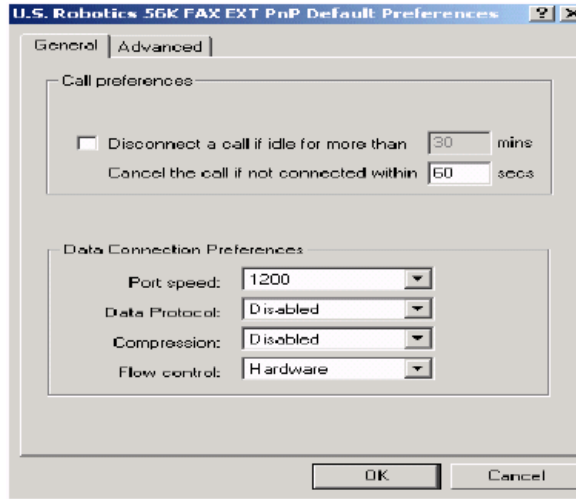 U.S. Robotics 56K FAX EXT PnP Default Preferences ? X
General Advanced
Call preferences
Disconnect a call if idle for more than 30 mins
Cancel the call if not connected within 60 secs
Data Connection Preferences
Port speed: 1200
Data Protocol: Disabled
Compression: Disabled
Flow control: Hardware
OK Cancel